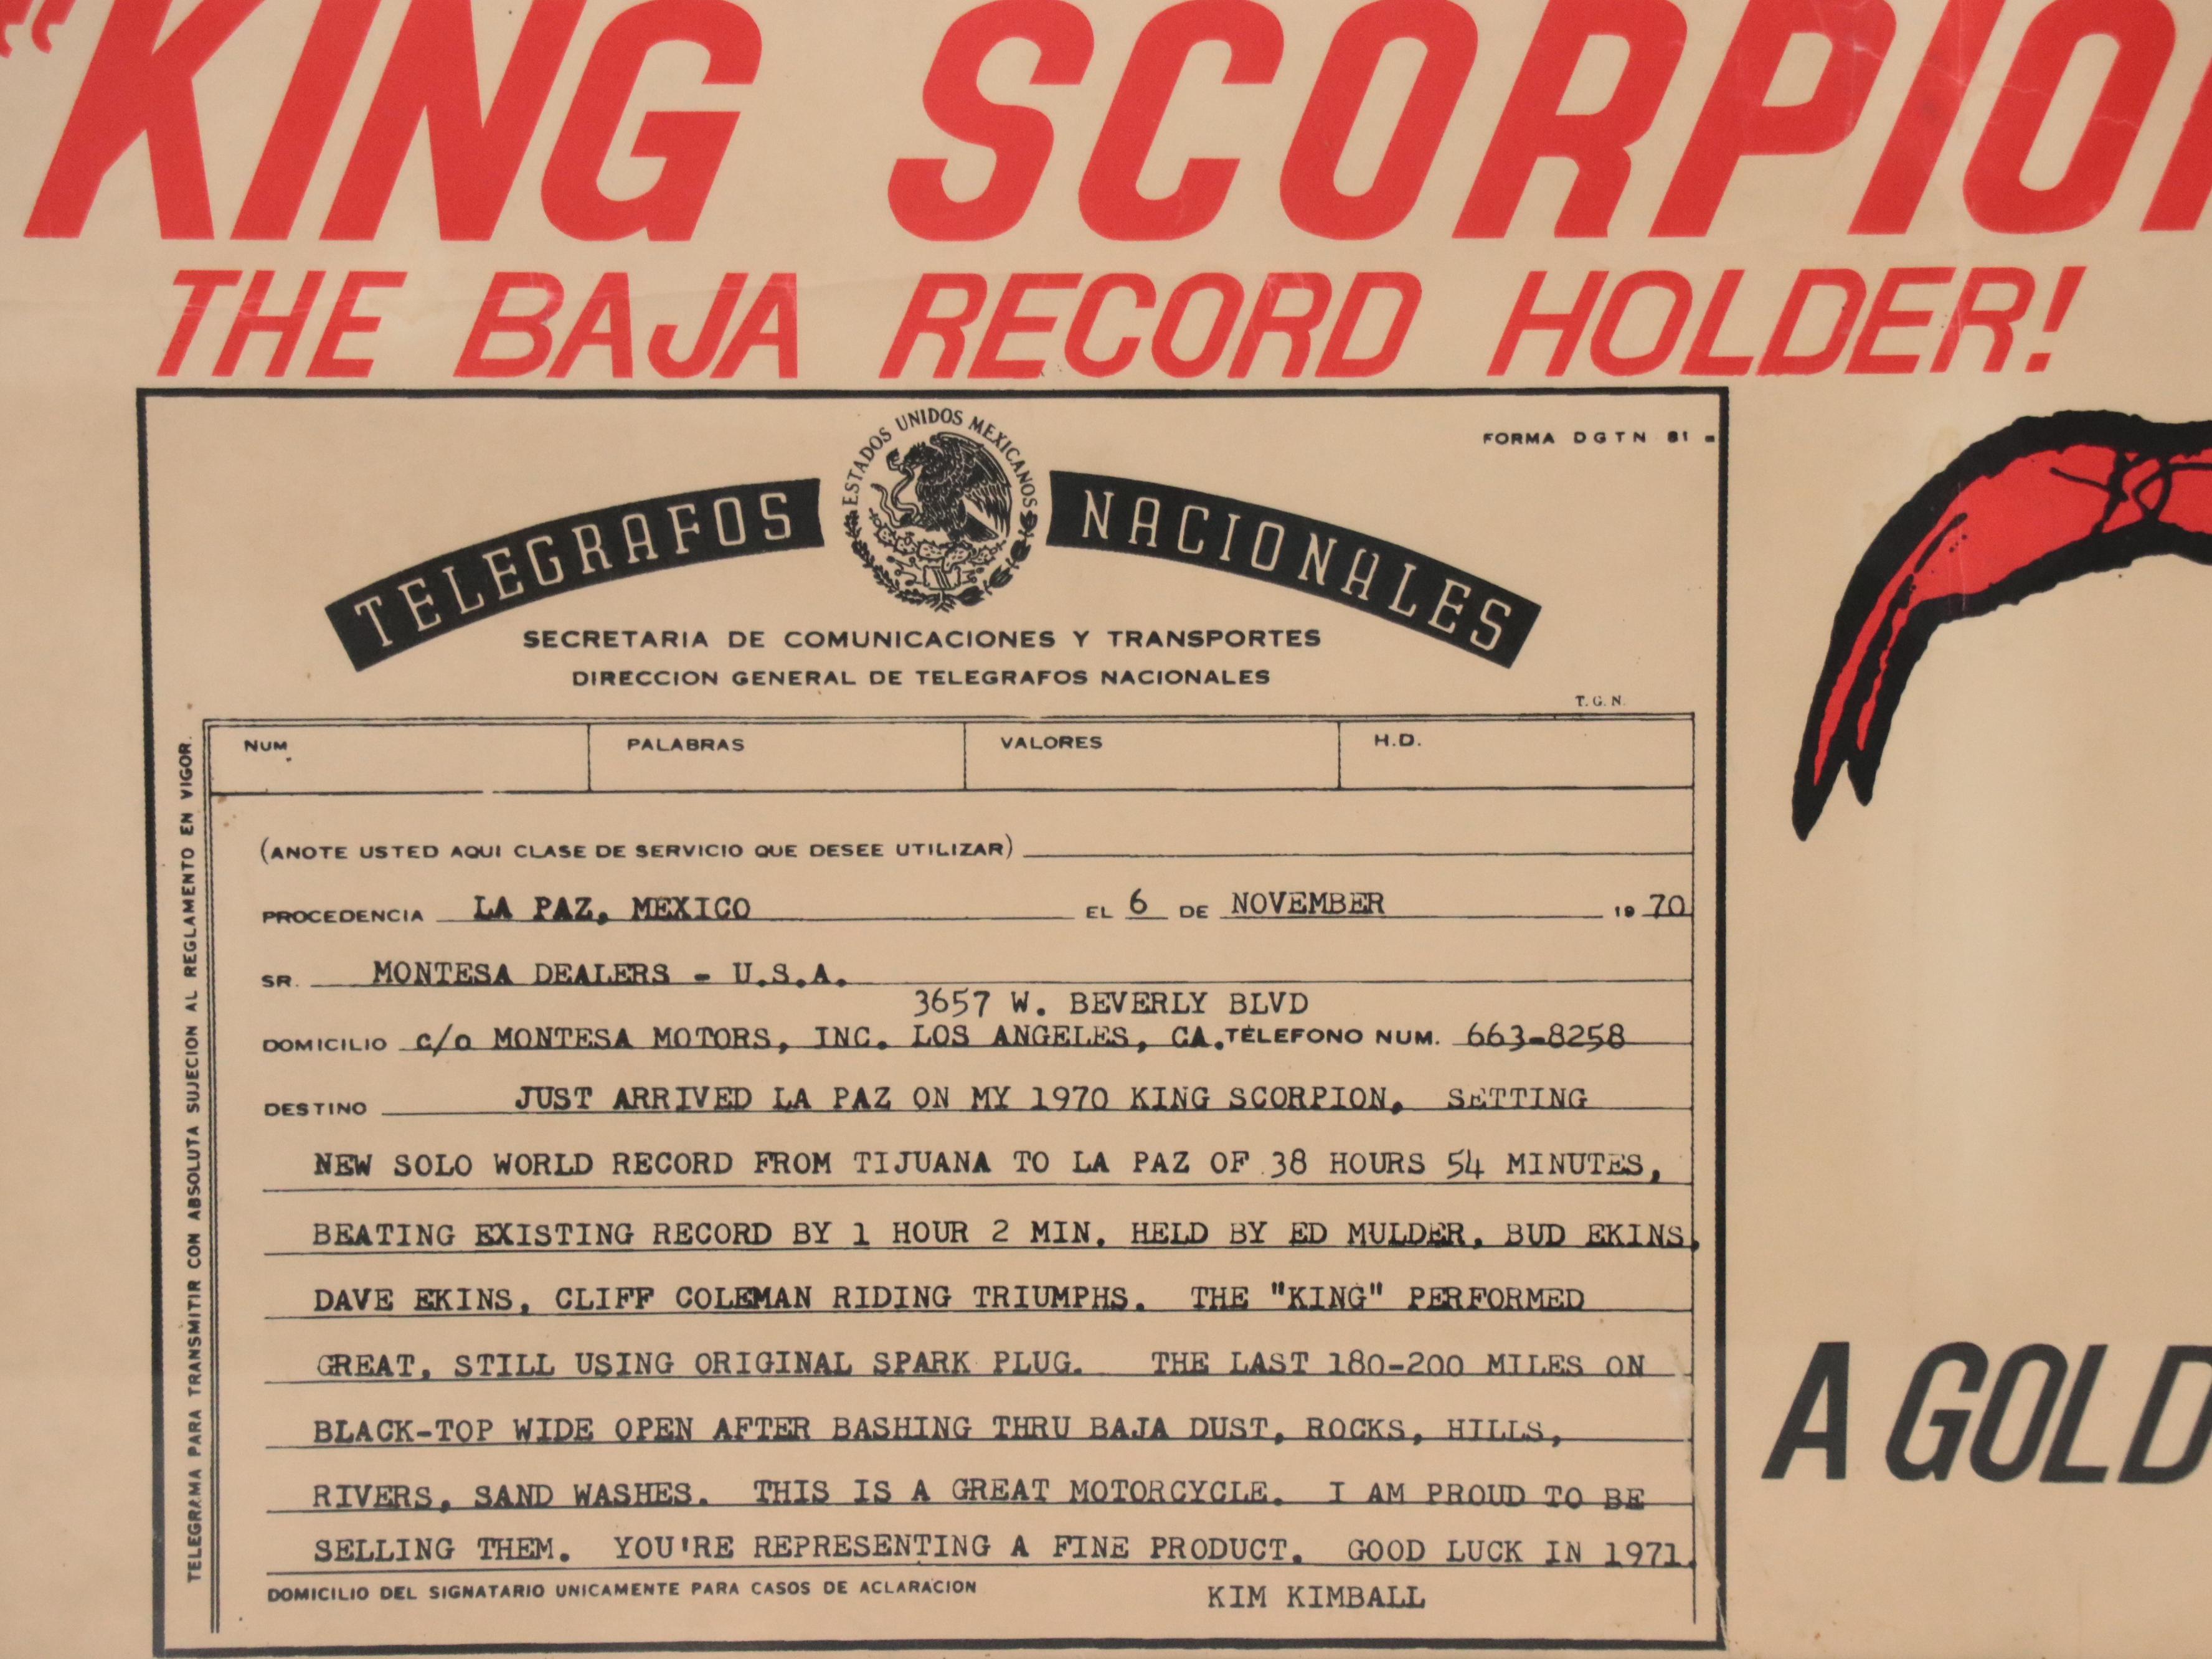 "KING SCORPION
THE BAJA RECORD HOLDER!
FORMA DGTN 81
ESTADOS UNIDOS MEXICANOS
TELEGRAFOS NACIONALES
SECRETARIA DE COMUNICACIONES Y TRANSPORTES
DIRECCION GENERAL DE TELEGRAFOS NACIONALES
T.G.N.
NUM. PALABRAS VALORES H.D.
(ANOTE USTED AQUI CLASE DE SERVICIO QUE DESEE UTILIZAR)
PROCEDENCIA LA PAZ, MEXICO EL 6 DE NOVEMBER 1970
SR. MONTESA DEALERS - U.S.A.
3657 W. BEVERLY BLVD
DOMICILIO c/o MONTESA MOTORS, INC. LOS ANGELES, CA. TELEFONO NUM. 663-8258
DESTINO JUST ARRIVED LA PAZ ON MY 1970 KING SCORPION, SETTING
NEW SOLO WORLD RECORD FROM TIJUANA TO LA PAZ OF 38 HOURS 54 MINUTES,
BEATING EXISTING RECORD BY 1 HOUR 2 MIN. HELD BY ED MULDER, BUD EKINS,
DAVE EKINS, CLIFF COLEMAN RIDING TRIUMPHS. THE "KING" PERFORMED
GREAT, STILL USING ORIGINAL SPARK PLUG. THE LAST 180-200 MILES ON
BLACK-TOP WIDE OPEN AFTER BASHING THRU BAJA DUST, ROCKS, HILLS,
RIVERS, SAND WASHES. THIS IS A GREAT MOTORCYCLE. I AM PROUD TO BE
SELLING THEM. YOU'RE REPRESENTING A FINE PRODUCT. GOOD LUCK IN 1971.
DOMICILIO DEL SIGNATARIO UNICAMENTE PARA CASOS DE ACLARACION
KIM KIMBALL
TELEGRAMA PARA TRANSMITIR CON ABSOLUTA SUJECION AL REGLAMENTO EN VIGOR.
A GOLD